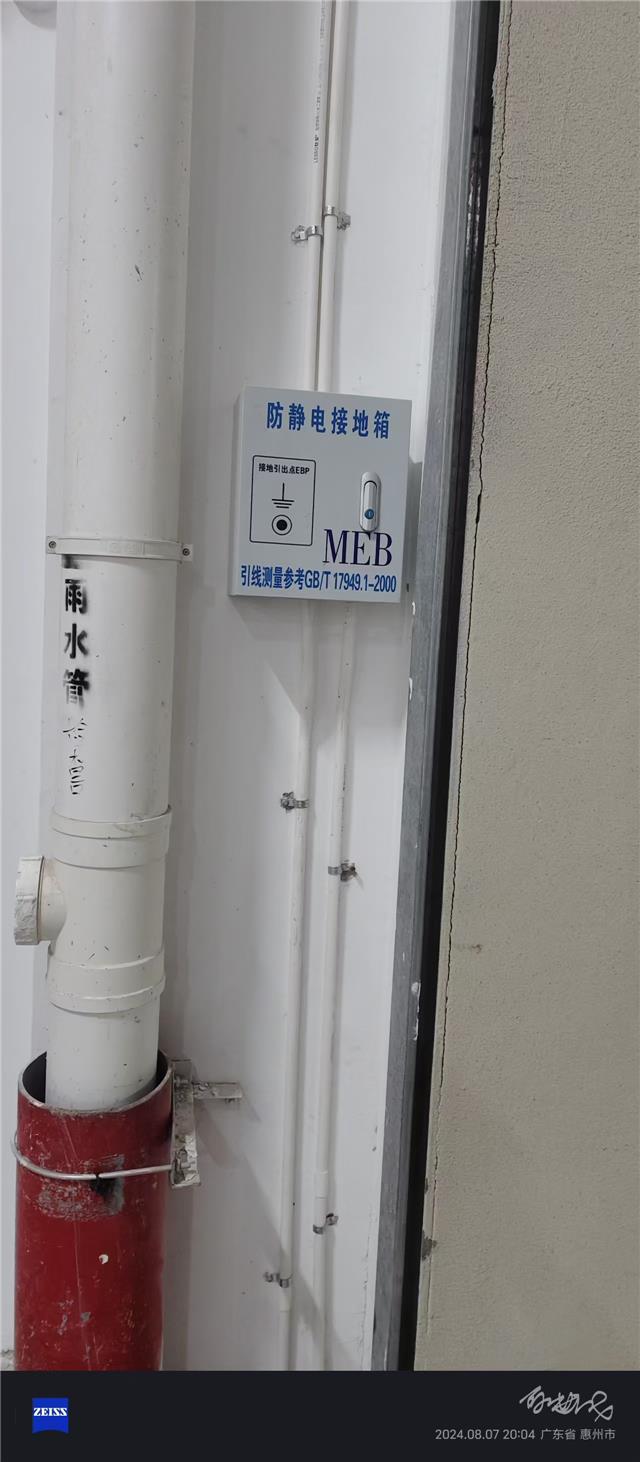 防静电接地箱
接地引出点EBP
MEB
引线测量参考GB/T 17949.1-2000
雨水管
ZEISS
2024.08.07 20:04 广东省 惠州市